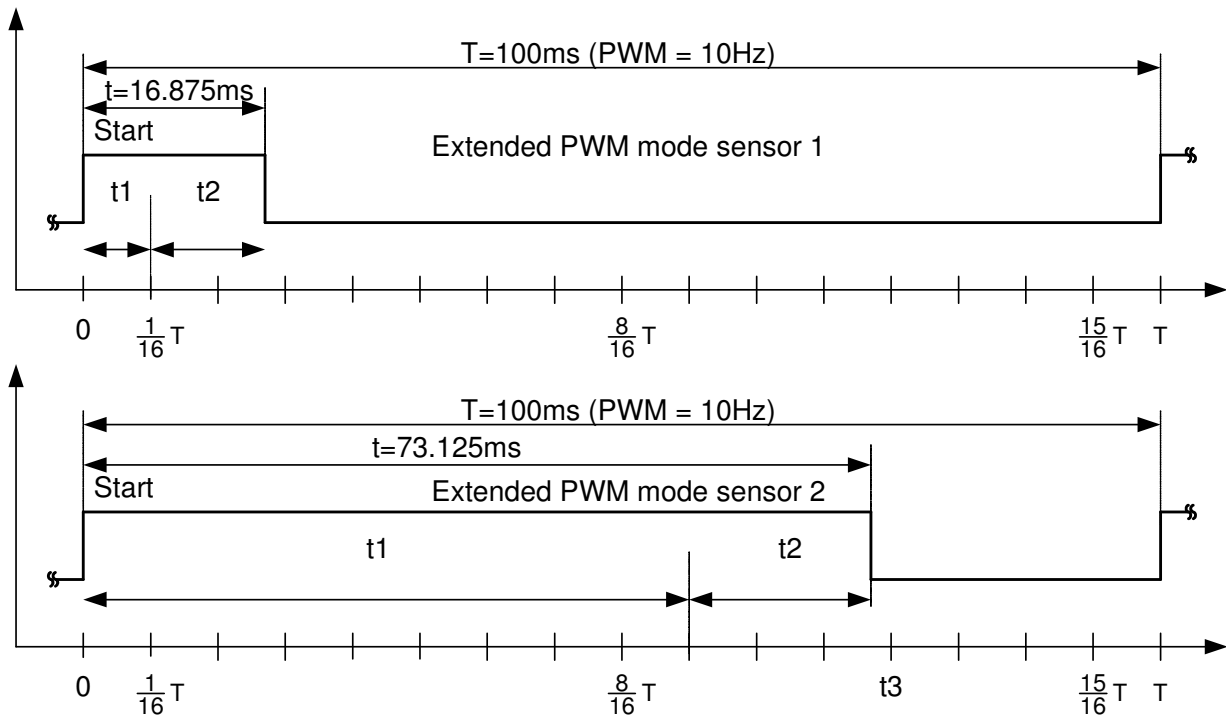 T=100ms (PWM = 10Hz)
t=16.875ms
Start
Extended PWM mode sensor 1
t1 t2
0 1/16 T 8/16 T 15/16 T T
T=100ms (PWM = 10Hz)
t=73.125ms
Start
Extended PWM mode sensor 2
t1 t2
0 1/16 T 8/16 T t3 15/16 T T